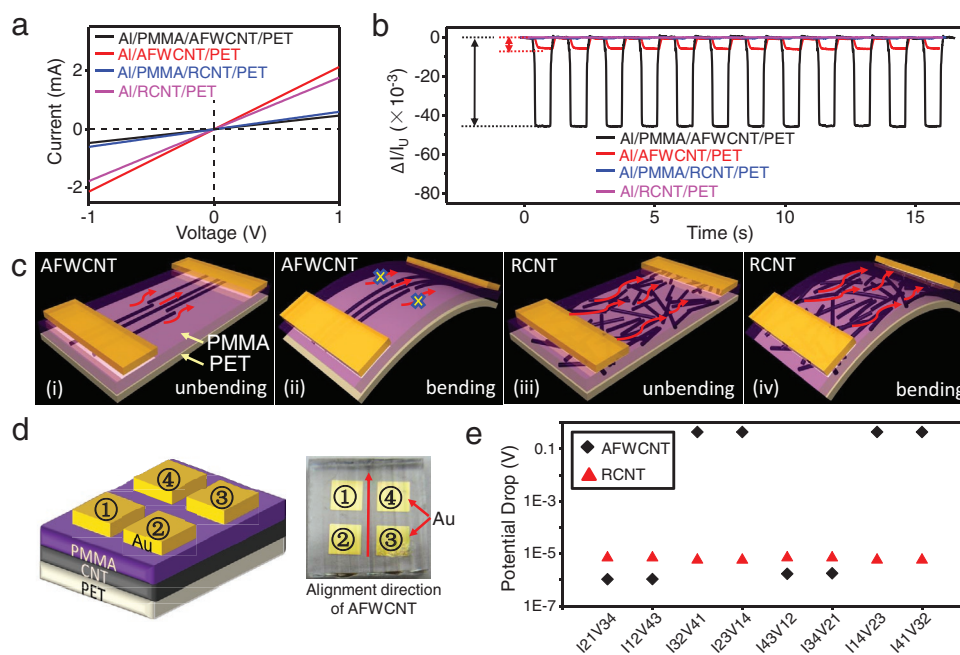 a
Al/PMMA/AFWCNT/PET
Al/AFWCNT/PET
Al/PMMA/RCNT/PET
Al/RCNT/PET
Current (mA)
2
0
-2
-1
0
1
Voltage (V)
b
ΔI/I_U (×10⁻³)
0
-20
-40
-60
-80
Al/PMMA/AFWCNT/PET
Al/AFWCNT/PET
Al/PMMA/RCNT/PET
Al/RCNT/PET
0
5
10
15
Time (s)
c
AFWCNT
PMMA
PET
(i)
unbending
AFWCNT
(ii)
bending
RCNT
(iii)
unbending
RCNT
(iv)
bending
d
④
③
①
②
Au
PMMA
CNT
PET
①
④
②
③
Au
Alignment direction
of AFWCNT
e
Potential Drop (V)
0.1
1E-3
1E-5
1E-7
AFWCNT
RCNT
I21V34
I12V43
I32V41
I23V14
I43V12
I34V21
I14V23
I41V32